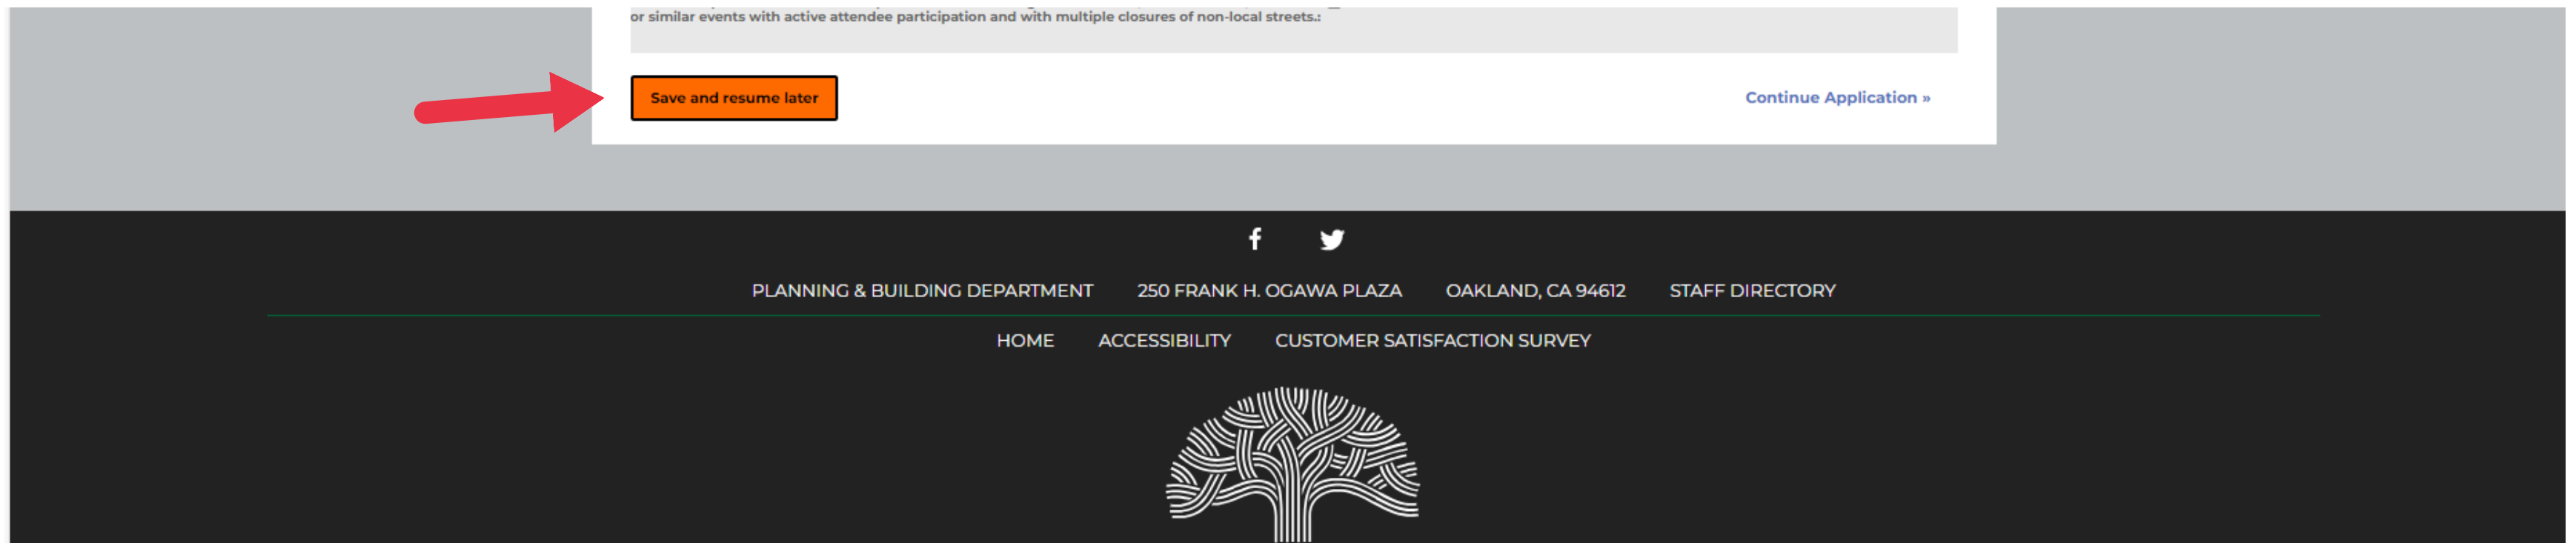 or similar events with active attendee participation and with multiple closures of non-local streets.:
Save and resume later
Continue Application »
PLANNING & BUILDING DEPARTMENT 250 FRANK H. OGAWA PLAZA OAKLAND, CA 94612 STAFF DIRECTORY
HOME ACCESSIBILITY CUSTOMER SATISFACTION SURVEY